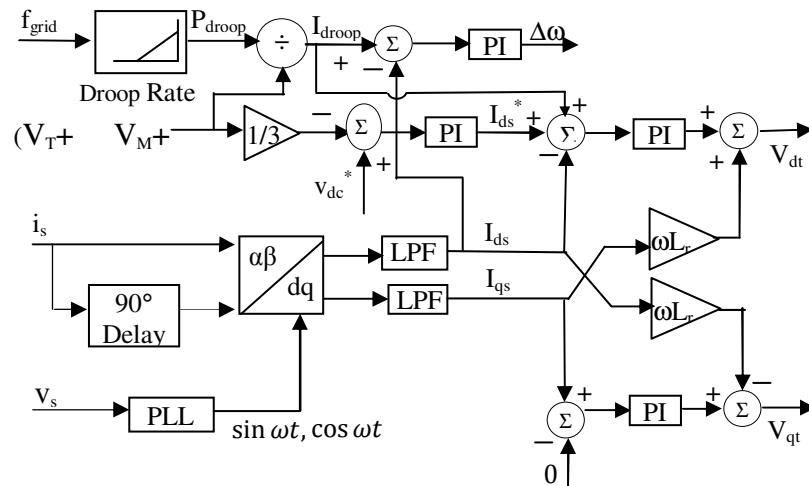 f_grid
P_droop
I_droop
÷
Σ
PI
Δω
Droop Rate
(V_T+ V_M+
1/3
Σ
PI
I_ds*
Σ
PI
Σ
V_dt
v_dc*
i_s
αβ
dq
LPF
I_ds
ωL_r
LPF
I_qs
90°
Delay
ωL_r
v_s
PLL
sin ωt, cos ωt
Σ
PI
Σ
V_qt
0
+
−
−
+
+
+
−
+
+
+
−
+
−